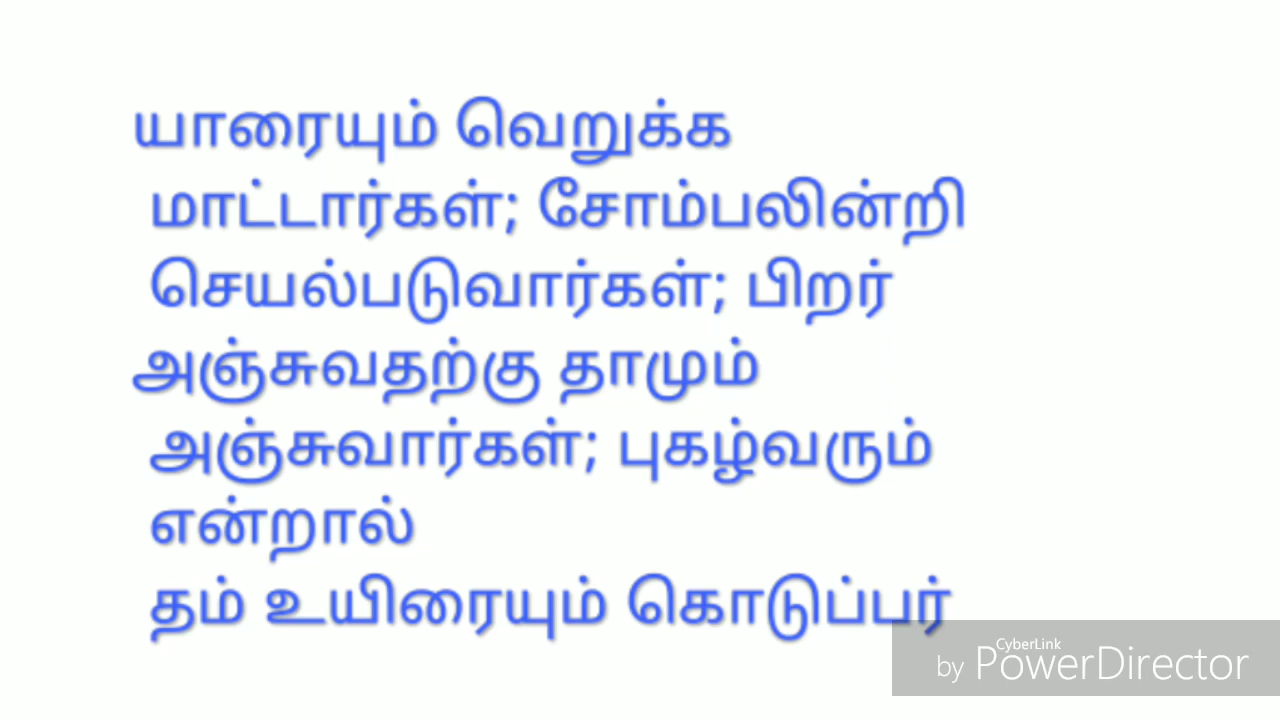 யாரையும் வெறுக்க
மாட்டார்கள்; சோம்பலின்றி
செயல்படுவார்கள்; பிறர்
அஞ்சுவதற்கு தாமும்
அஞ்சுவார்கள்; புகழ்வரும்
என்றால்
தம் உயிரையும் கொடுப்பர்
CyberLink
by PowerDirector